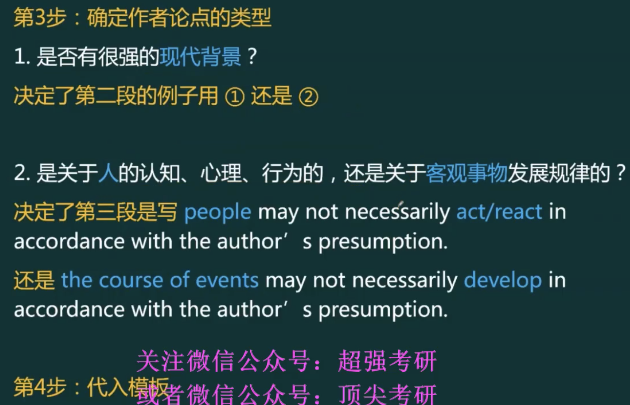 第3步：确定作者论点的类型
1. 是否有很强的现代背景？
决定了第二段的例子用 ① 还是 ②
2. 是关于人的认知、心理、行为的，还是关于客观事物发展规律的？
决定了第三段是写 people may not necessarily act/react in
accordance with the author’s presumption.
还是 the course of events may not necessarily develop in
accordance with the author’s presumption.
关注微信公众号：超强考研
第4步：代入模板
或者微信公众号：顶尖考研